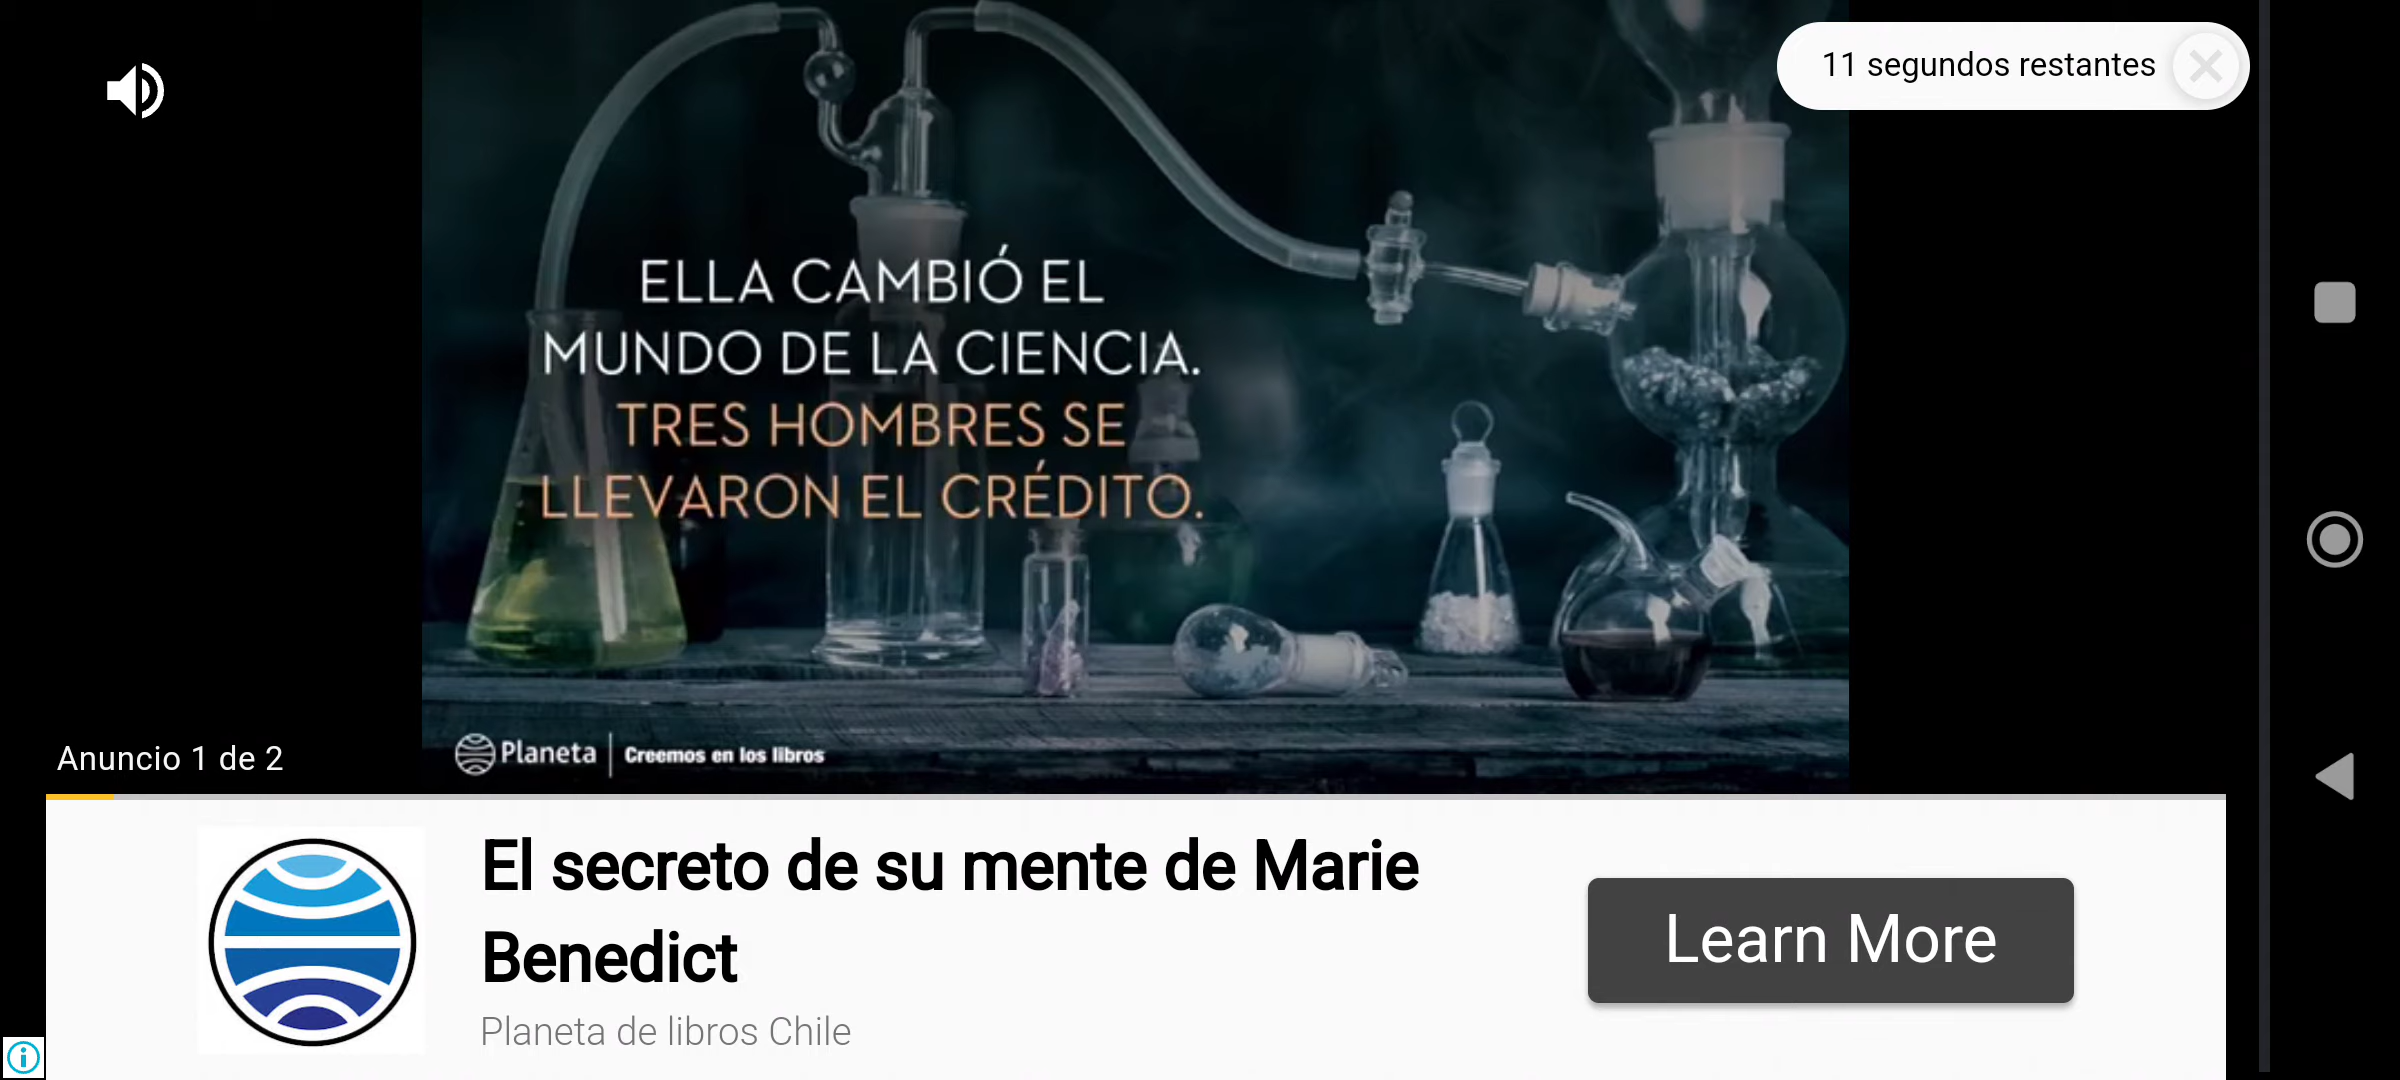 11 segundos restantes
ELLA CAMBIÓ EL
MUNDO DE LA CIENCIA.
TRES HOMBRES SE
LLEVARON EL CRÉDITO.
Anuncio 1 de 2
Planeta | Creemos en los libros
El secreto de su mente de Marie
Benedict
Planeta de libros Chile
Learn More